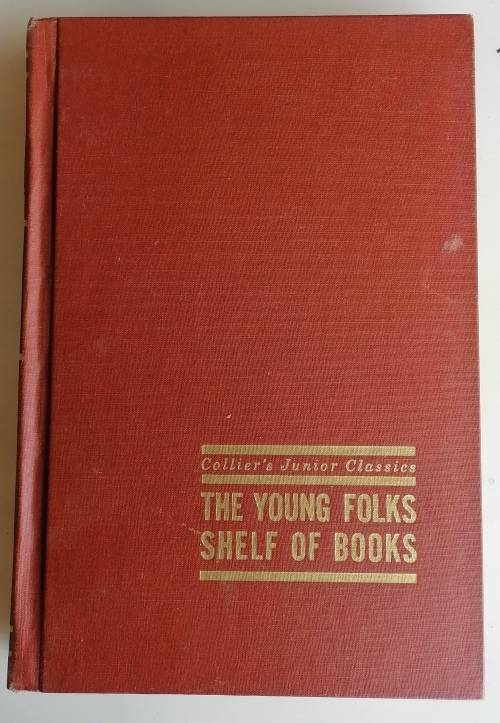 Collier's Junior Classics
THE YOUNG FOLKS
SHELF OF BOOKS